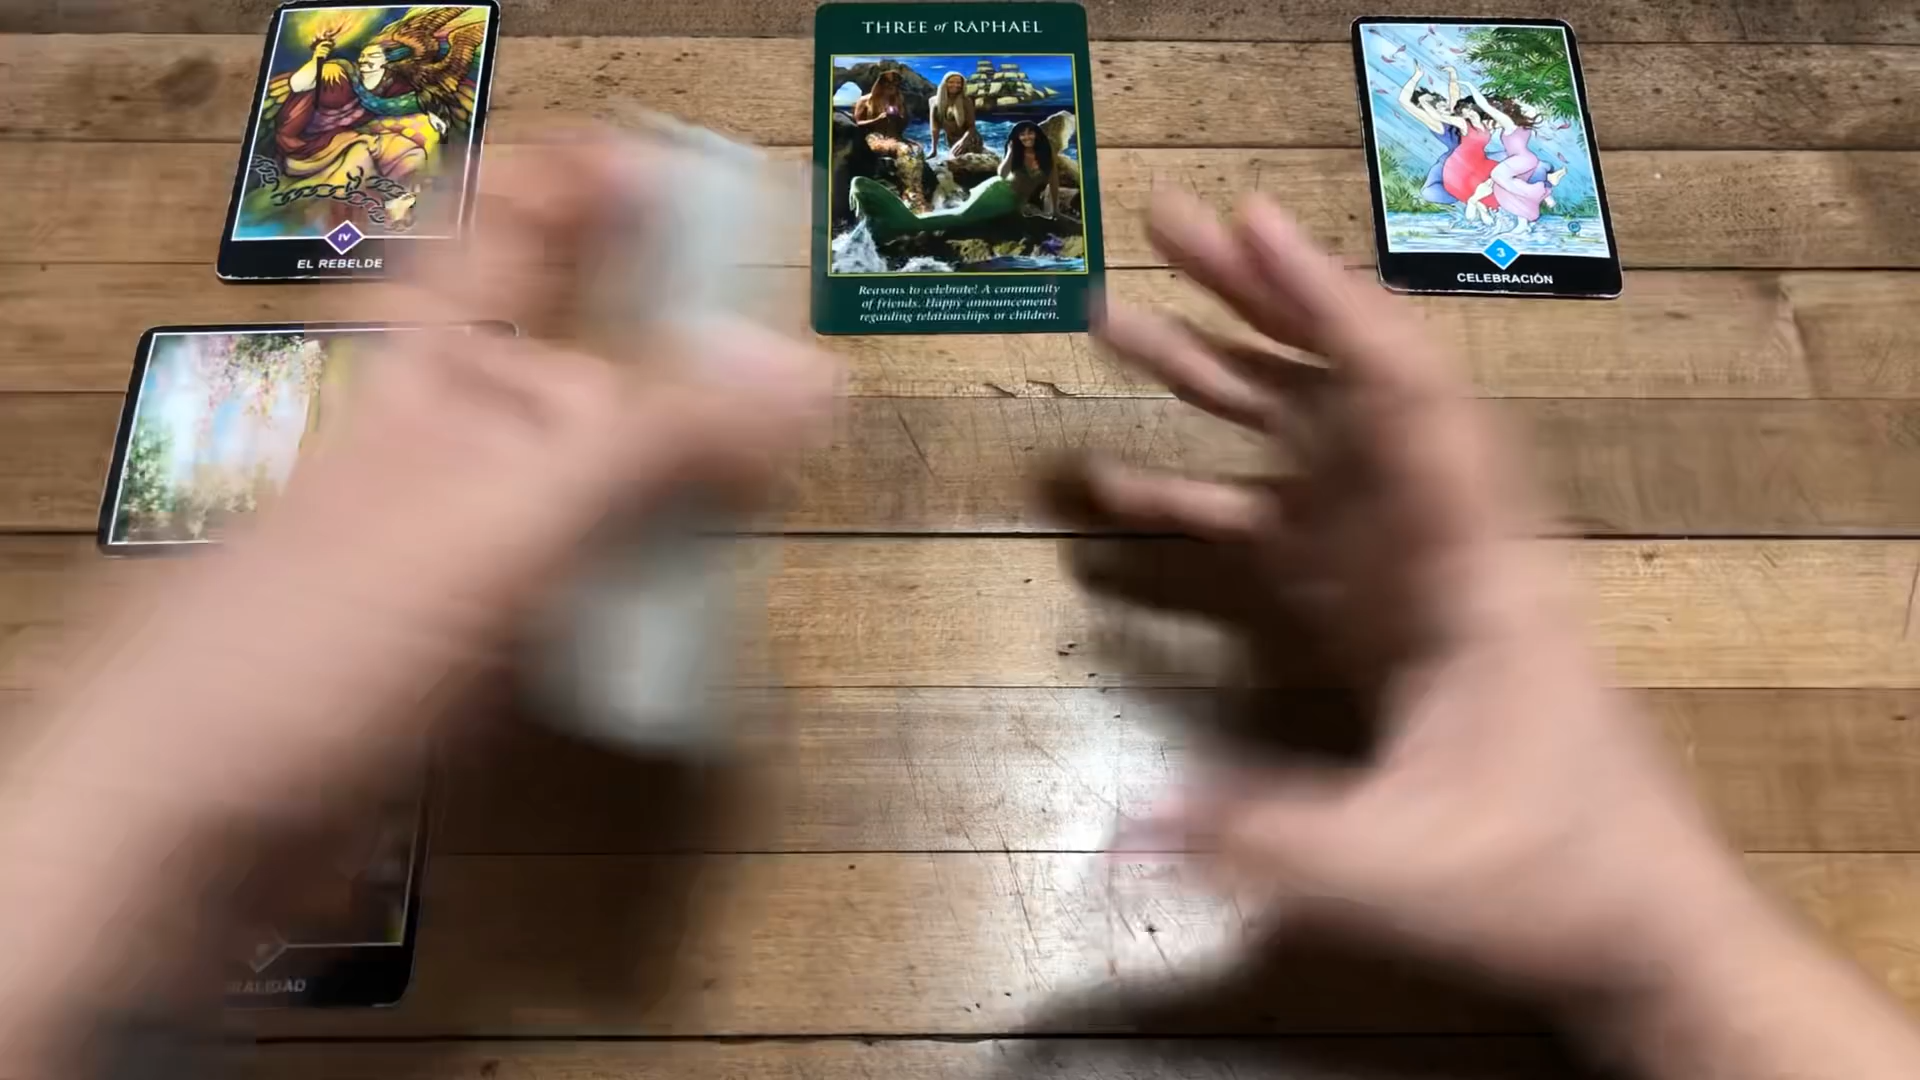 THREE of RAPHAEL
IV
EL REBELDE
3
CELEBRACIÓN
Reasons to celebrate! A community
of friends. Happy announcements
regarding relationships or children.